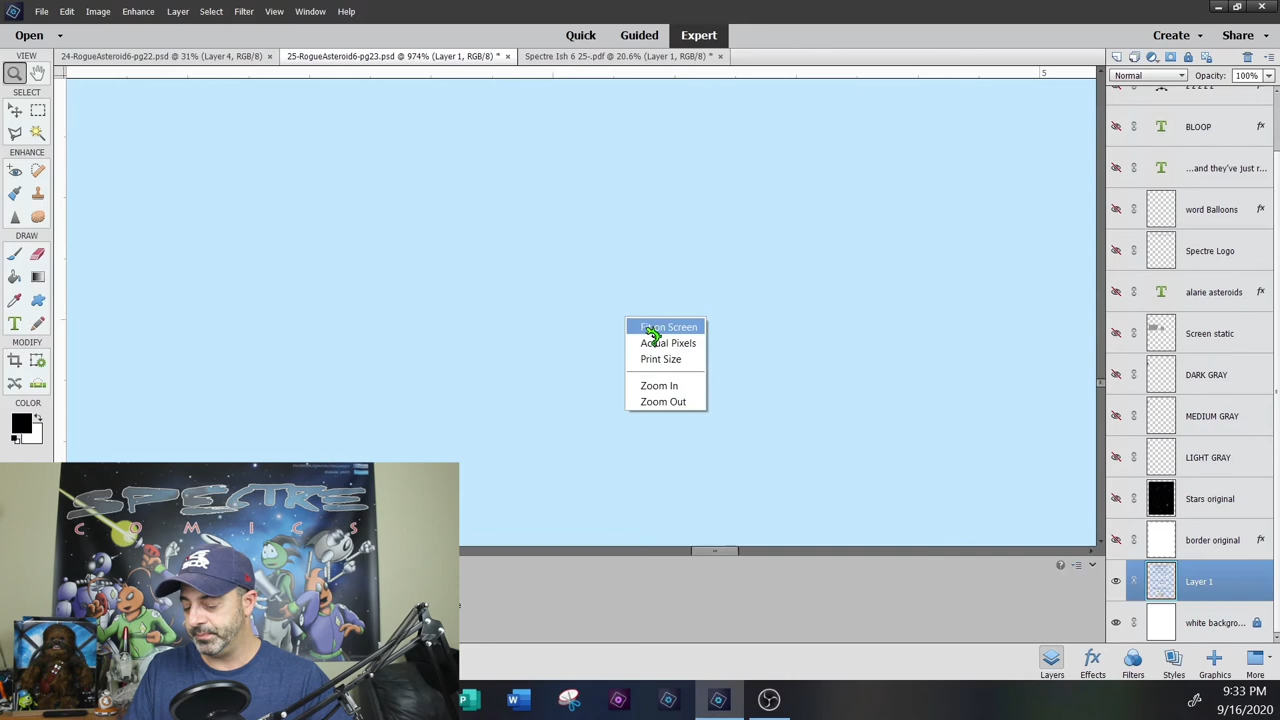 File Edit Image Enhance Layer Select Filter View Window Help
Open Quick Guided Expert Create Share
VIEW
24-RogueAsteroid6-pg22.psd @ 31% (Layer 4, RGB/8) × 25-RogueAsteroid6-pg23.psd @ 974% (Layer 1, RGB/8) * × Spectre Ish 6 25-.pdf @ 20.6% (Layer 1, RGB/8) * ×
5
Normal Opacity: 100%
SELECT
BLOOP fx
ENHANCE
...and they've just r...
word Balloons fx
DRAW
Spectre Logo
alarie asteroids
Fit on Screen
Actual Pixels
Print Size
Zoom In
Zoom Out
Screen static
MODIFY
DARK GRAY
COLOR
MEDIUM GRAY
LIGHT GRAY
Stars original
border original fx
Layer 1
white backgro...
SPECTRE
COMICS
Layers Effects Filters Styles Graphics More
9:33 PM
9/16/2020